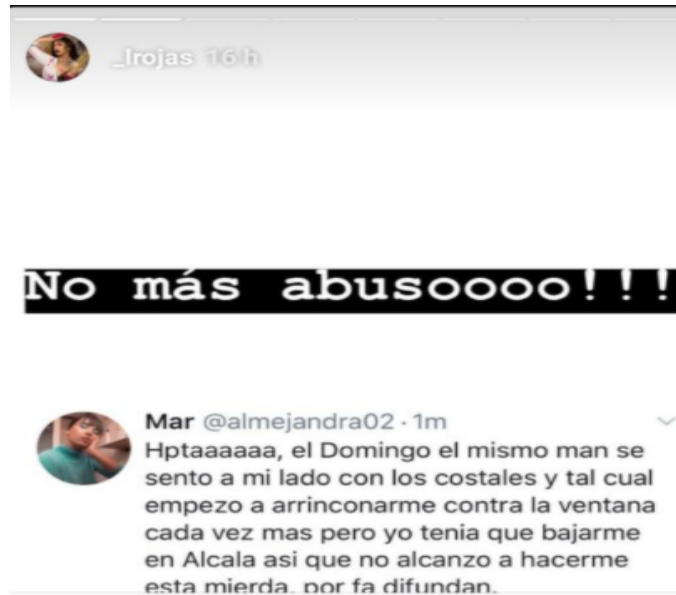 _lrojas 16 h
No más abusoooo!!!
Mar @almejandra02 · 1m
Hptaaaaaa, el Domingo el mismo man se
sento a mi lado con los costales y tal cual
empezo a arrinconarme contra la ventana
cada vez mas pero yo tenia que bajarme
en Alcala asi que no alcanzo a hacerme
esta mierda, por fa difundan.